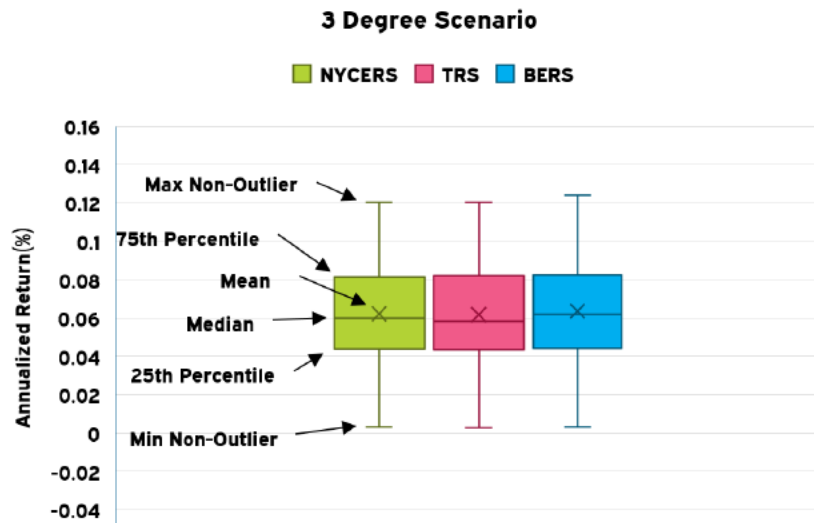 3 Degree Scenario
NYCERS TRS BERS
Annualized Return(%)
0.16
0.14
0.12
0.1
0.08
0.06
0.04
0.02
0
-0.02
-0.04
Max Non-Outlier
75th Percentile
Mean
Median
25th Percentile
Min Non-Outlier